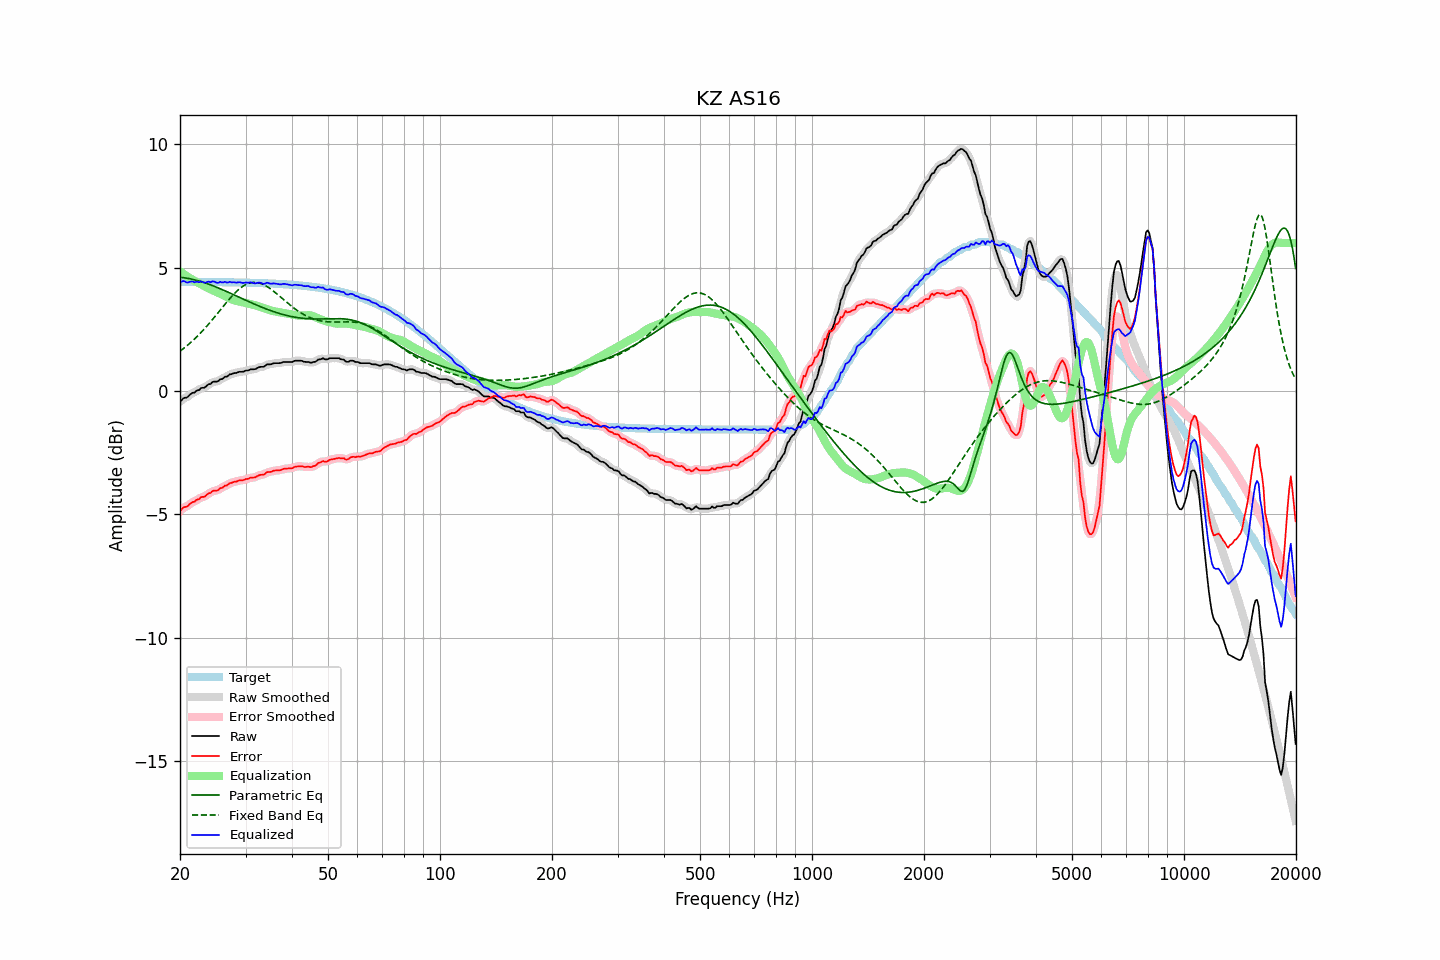 KZ AS16
Amplitude (dBr)
10
5
0
−5
−10
−15
20
50
100
200
500
1000
2000
5000
10000
20000
Frequency (Hz)
Target
Raw Smoothed
Error Smoothed
Raw
Error
Equalization
Parametric Eq
Fixed Band Eq
Equalized